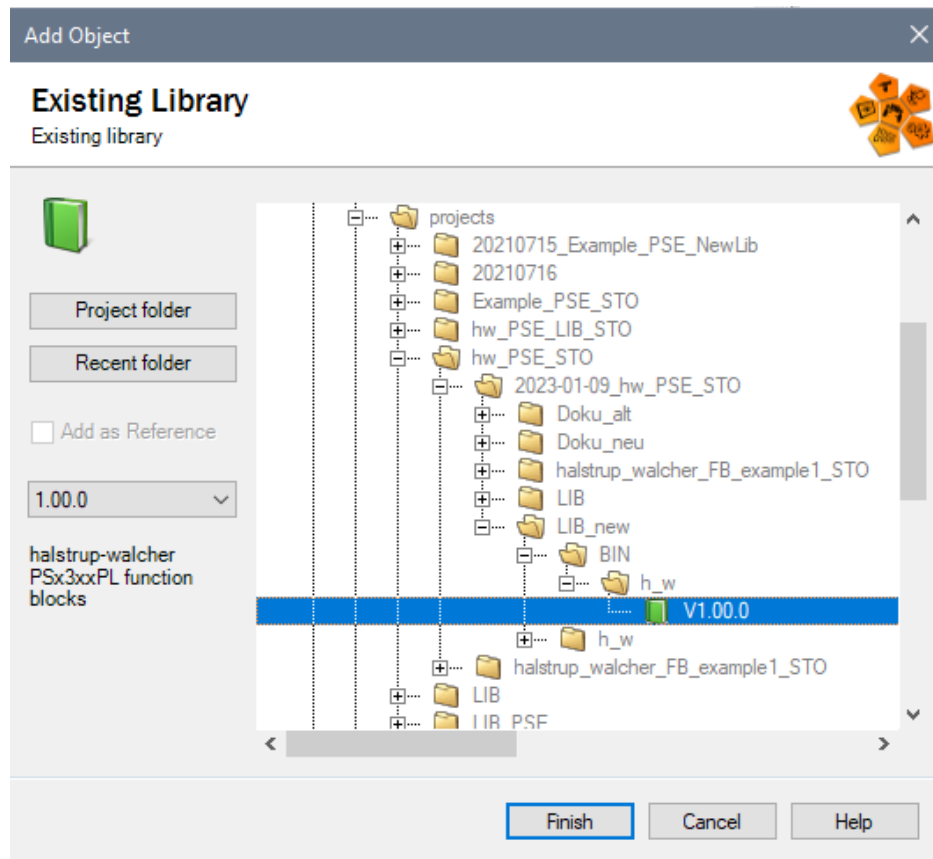 Add Object
Existing Library
Existing library
Project folder
Recent folder
Add as Reference
1.00.0
halstrup-walcher
PSx3xxPL function
blocks
projects
20210715_Example_PSE_NewLib
20210716
Example_PSE_STO
hw_PSE_LIB_STO
hw_PSE_STO
2023-01-09_hw_PSE_STO
Doku_alt
Doku_neu
halstrup_walcher_FB_example1_STO
LIB
LIB_new
BIN
h_w
V1.00.0
h_w
halstrup_walcher_FB_example1_STO
LIB
LIB_PSE
Finish
Cancel
Help